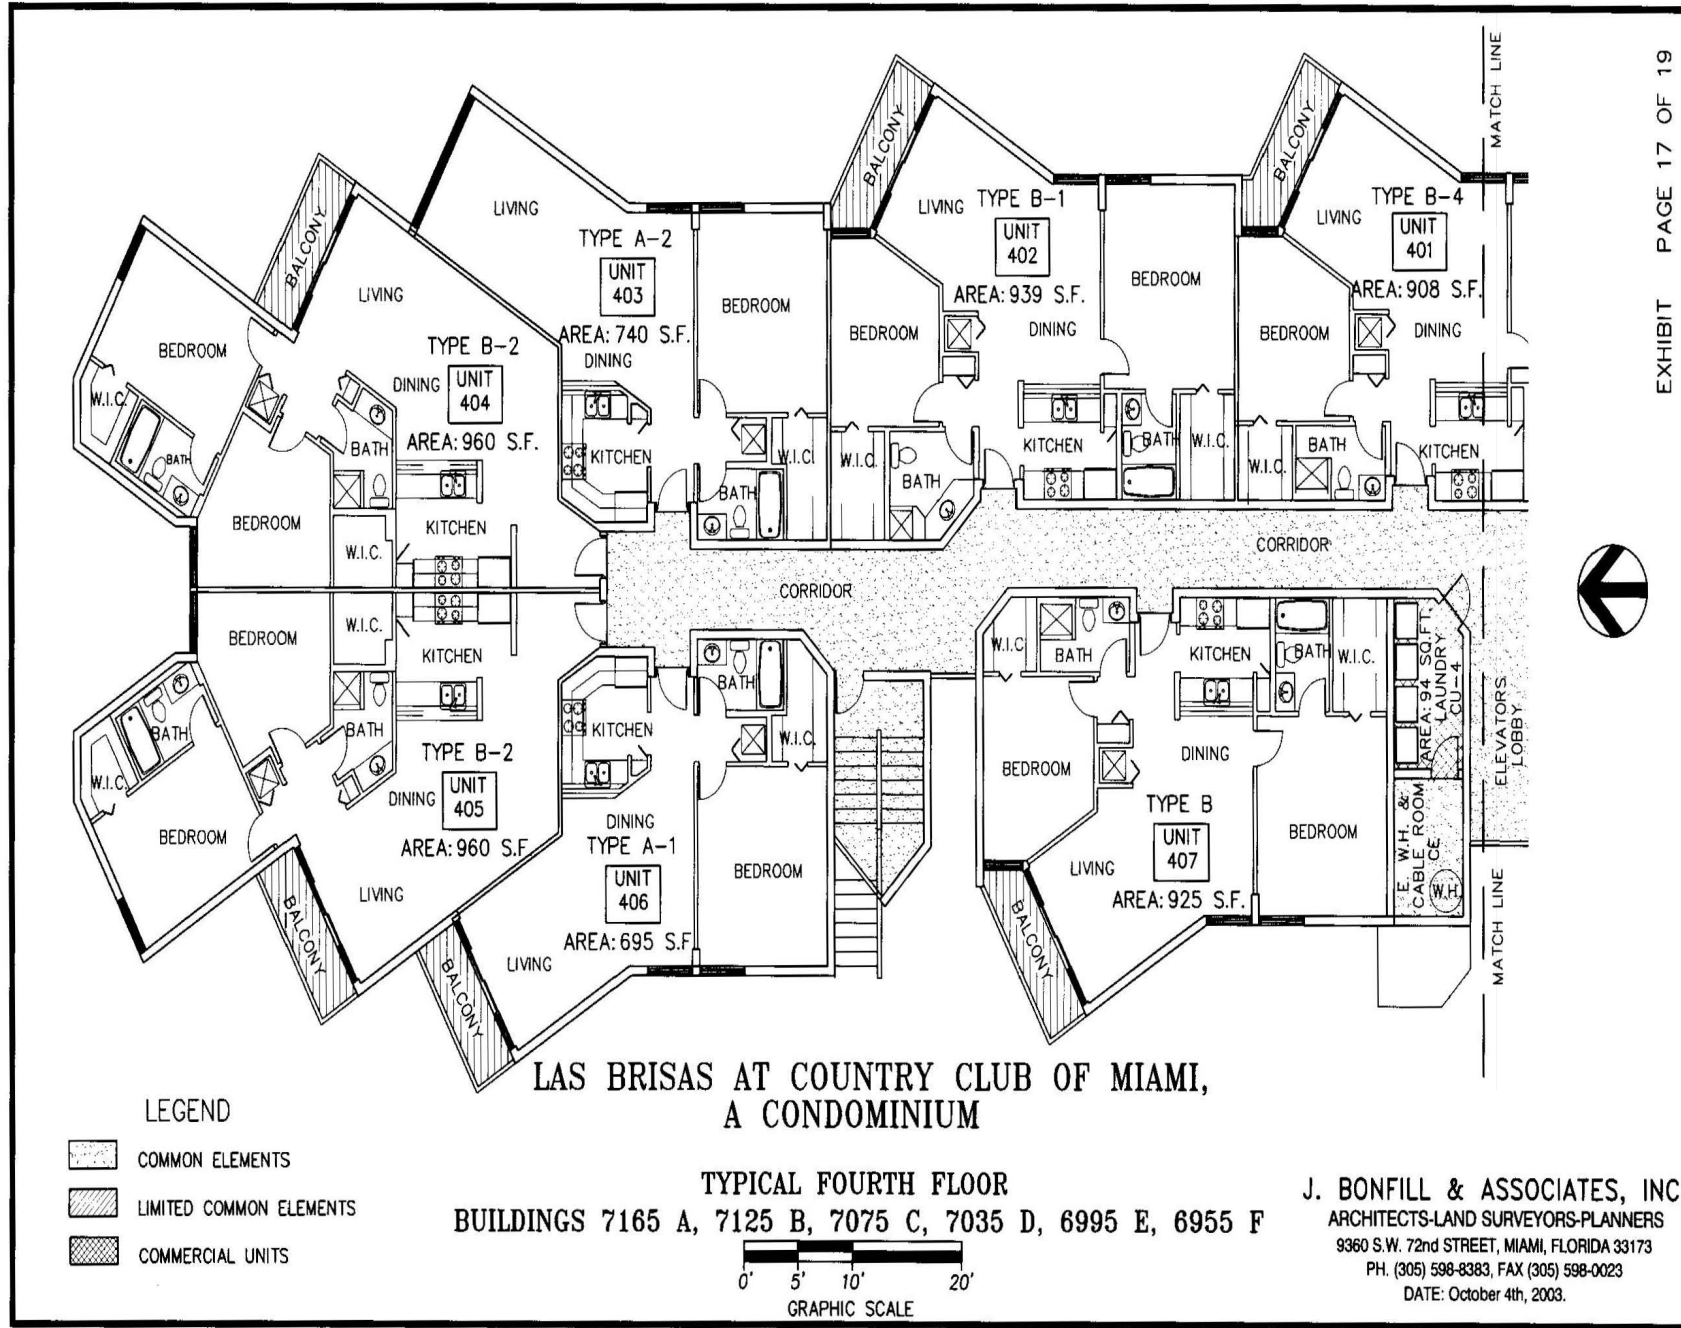 EXHIBIT PAGE 17 OF 19
MATCH LINE
BALCONY
BALCONY
LIVING
TYPE A-2
UNIT
403
AREA: 740 S.F.
DINING
KITCHEN
BEDROOM
BATH
W.I.C.
LIVING
TYPE B-1
UNIT
402
AREA: 939 S.F.
DINING
BEDROOM
BEDROOM
KITCHEN
BATH
W.I.C.
W.I.C.
BATH
LIVING
TYPE B-4
UNIT
401
AREA: 908 S.F.
DINING
BEDROOM
KITCHEN
BATH
W.I.C.
BALCONY
LIVING
TYPE B-2
DINING
UNIT
404
AREA: 960 S.F.
BEDROOM
W.I.C.
BATH
BATH
BEDROOM
KITCHEN
W.I.C.
CORRIDOR
CORRIDOR
W.I.C.
BEDROOM
KITCHEN
BATH
BATH
W.I.C.
BEDROOM
TYPE B-2
DINING
UNIT
405
AREA: 960 S.F.
LIVING
BALCONY
BATH
KITCHEN
W.I.C.
DINING
TYPE A-1
UNIT
406
AREA: 695 S.F.
BEDROOM
LIVING
BALCONY
W.I.C.
BATH
KITCHEN
BATH
W.I.C.
BEDROOM
DINING
TYPE B
UNIT
407
AREA: 925 S.F.
LIVING
BEDROOM
BALCONY
AREA: 94 SQ.FT.
LAUNDRY
CU-4
E. W.H. &
CABLE ROOM
CE
W.H.
ELEVATORS
LOBBY
MATCH LINE
LAS BRISAS AT COUNTRY CLUB OF MIAMI,
A CONDOMINIUM
LEGEND
COMMON ELEMENTS
LIMITED COMMON ELEMENTS
COMMERCIAL UNITS
TYPICAL FOURTH FLOOR
BUILDINGS 7165 A, 7125 B, 7075 C, 7035 D, 6995 E, 6955 F
0' 5' 10' 20'
GRAPHIC SCALE
J. BONFILL & ASSOCIATES, INC
ARCHITECTS-LAND SURVEYORS-PLANNERS
9360 S.W. 72nd STREET, MIAMI, FLORIDA 33173
PH. (305) 598-8383, FAX (305) 598-0023
DATE: October 4th, 2003.